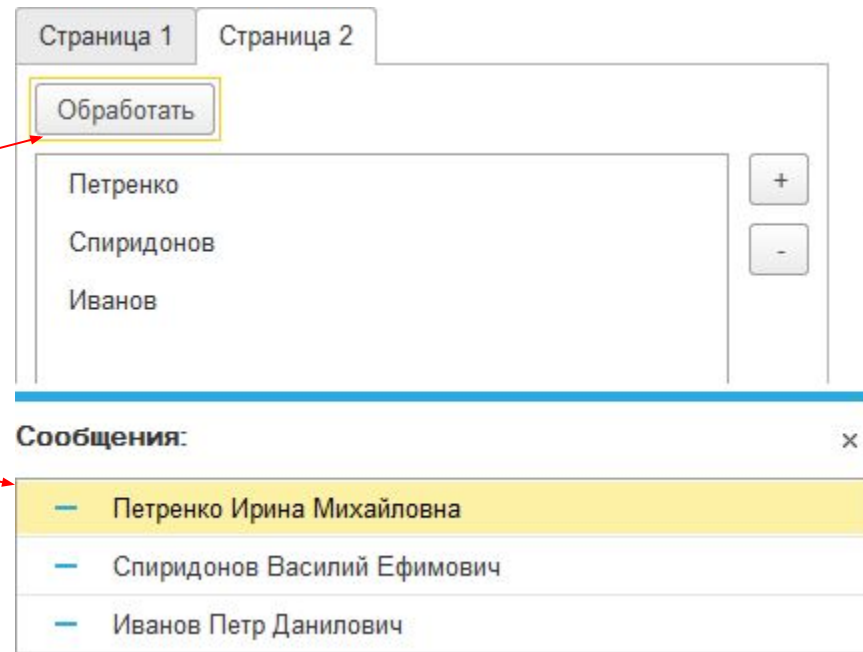 Страница 1 Страница 2
Обработать
Петренко +
Спиридонов -
Иванов
Сообщения: ×
Петренко Ирина Михайловна
Спиридонов Василий Ефимович
Иванов Петр Данилович